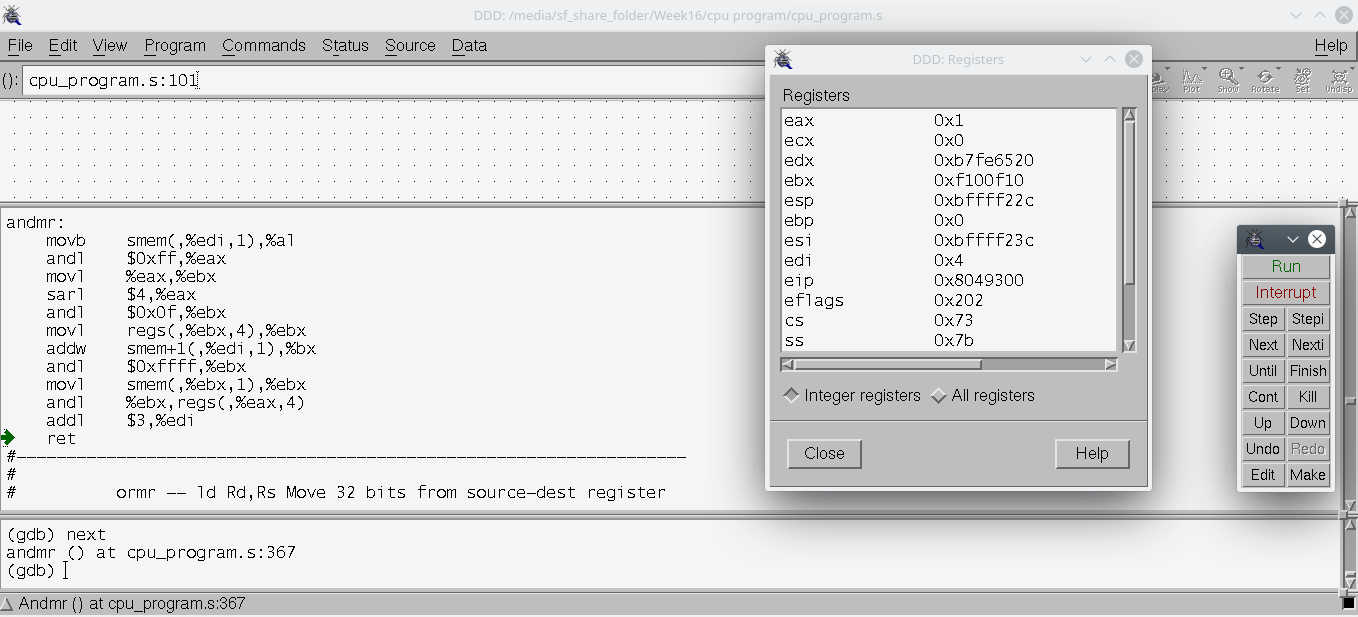 DDD: /media/sf_share_folder/Week16/cpu program/cpu_program.s
File Edit View Program Commands Status Source Data Help
(): cpu_program.s:101
Plot Show Rotate Set Undisp
DDD: Registers
Registers
eax 0x1
ecx 0x0
edx 0xb7fe6520
ebx 0xf100f10
esp 0xbffff22c
ebp 0x0
esi 0xbffff23c
edi 0x4
eip 0x8049300
eflags 0x202
cs 0x73
ss 0x7b
Integer registers All registers
Close Help
andmr:
movb smem(,%edi,1),%al
andl $0xff,%eax
movl %eax,%ebx
sarl $4,%eax
andl $0x0f,%ebx
movl regs(,%ebx,4),%ebx
addw smem+1(,%edi,1),%bx
andl $0xffff,%ebx
movl smem(,%ebx,1),%ebx
andl %ebx,regs(,%eax,4)
addl $3,%edi
ret
#--------------------------------------------------------------------
#
# ormr -- ld Rd,Rs Move 32 bits from source-dest register
Run
Interrupt
Step Stepi
Next Nexti
Until Finish
Cont Kill
Up Down
Undo Redo
Edit Make
(gdb) next
andmr () at cpu_program.s:367
(gdb)
Andmr () at cpu_program.s:367